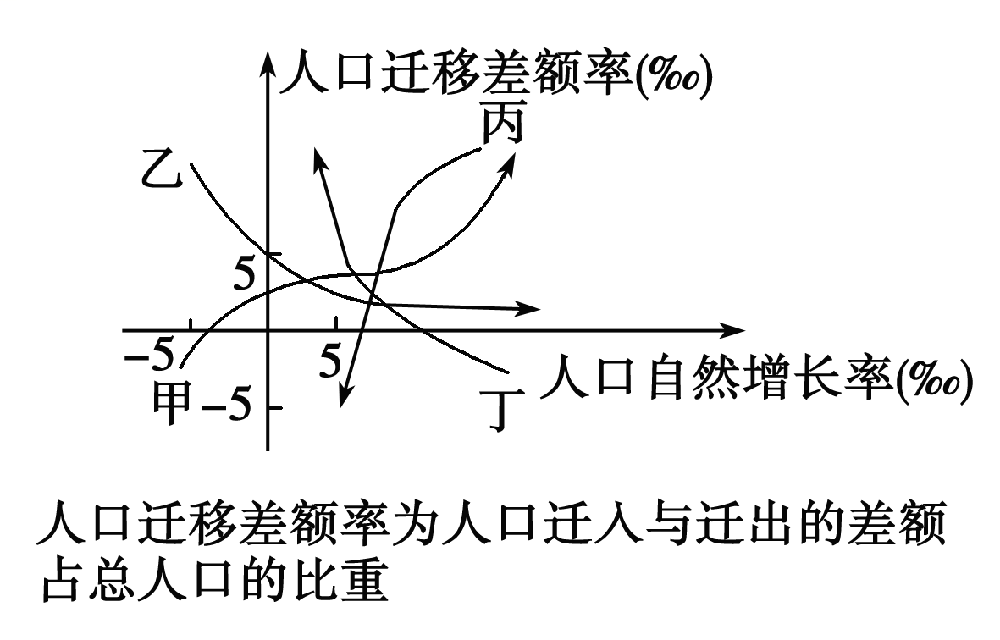 人口迁移差额率(‰)
丙
乙
5
-5
5
人口自然增长率(‰)
甲
-5
丁
人口迁移差额率为人口迁入与迁出的差额
占总人口的比重